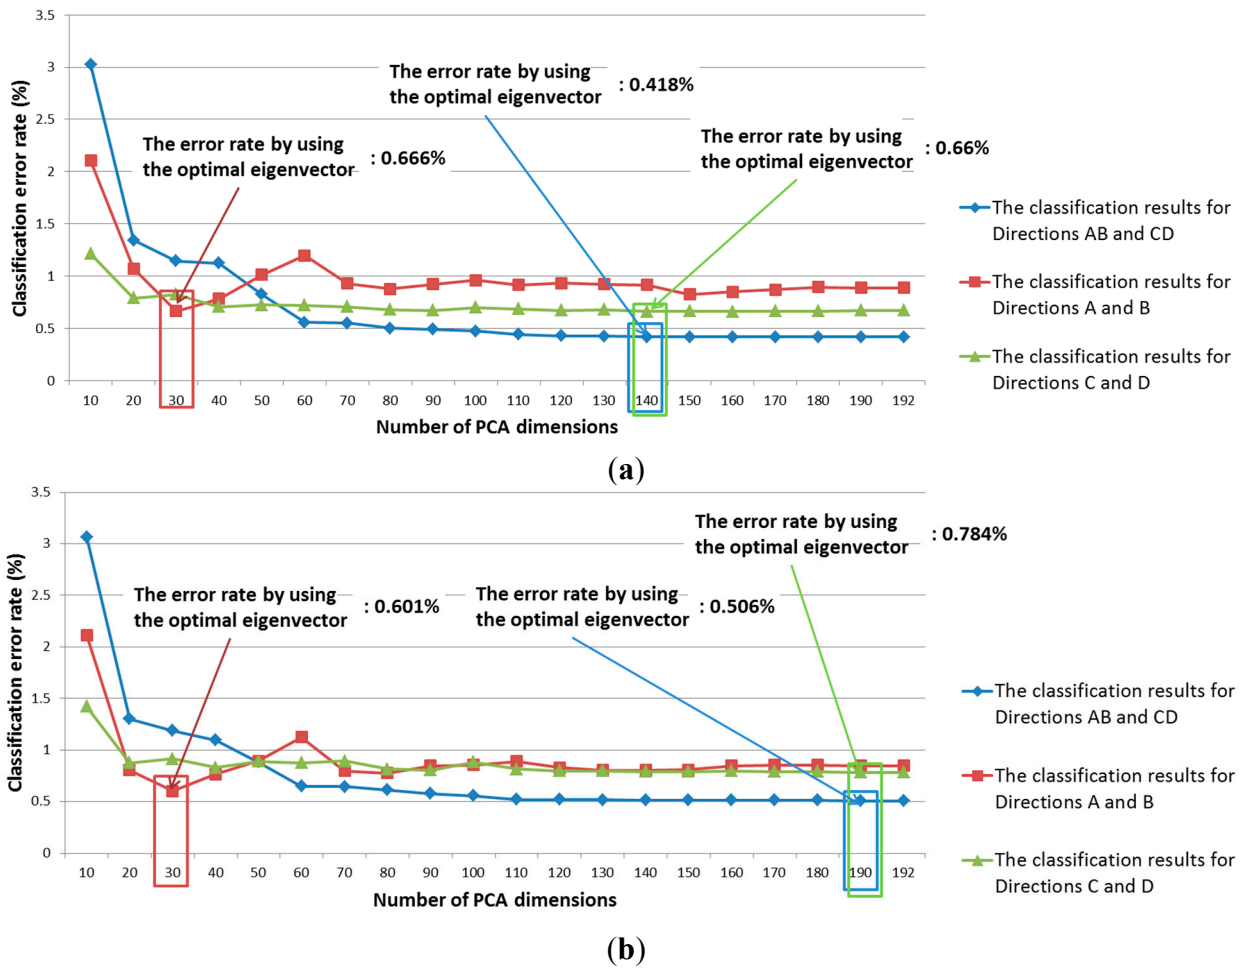 3.5
3
2.5
2
1.5
1
0.5
0
Classification error rate (%)
The error rate by using
the optimal eigenvector
: 0.666%
The error rate by using
the optimal eigenvector
: 0.418%
The error rate by using
the optimal eigenvector
: 0.66%
10 20 30 40 50 60 70 80 90 100 110 120 130 140 150 160 170 180 190 192
Number of PCA dimensions
The classification results for
Directions AB and CD
The classification results for
Directions A and B
The classification results for
Directions C and D
(a)
3.5
3
2.5
2
1.5
1
0.5
0
Classification error rate (%)
The error rate by using
the optimal eigenvector
: 0.601%
The error rate by using
the optimal eigenvector
: 0.506%
The error rate by using
the optimal eigenvector
: 0.784%
10 20 30 40 50 60 70 80 90 100 110 120 130 140 150 160 170 180 190 192
Number of PCA dimensions
The classification results for
Directions AB and CD
The classification results for
Directions A and B
The classification results for
Directions C and D
(b)